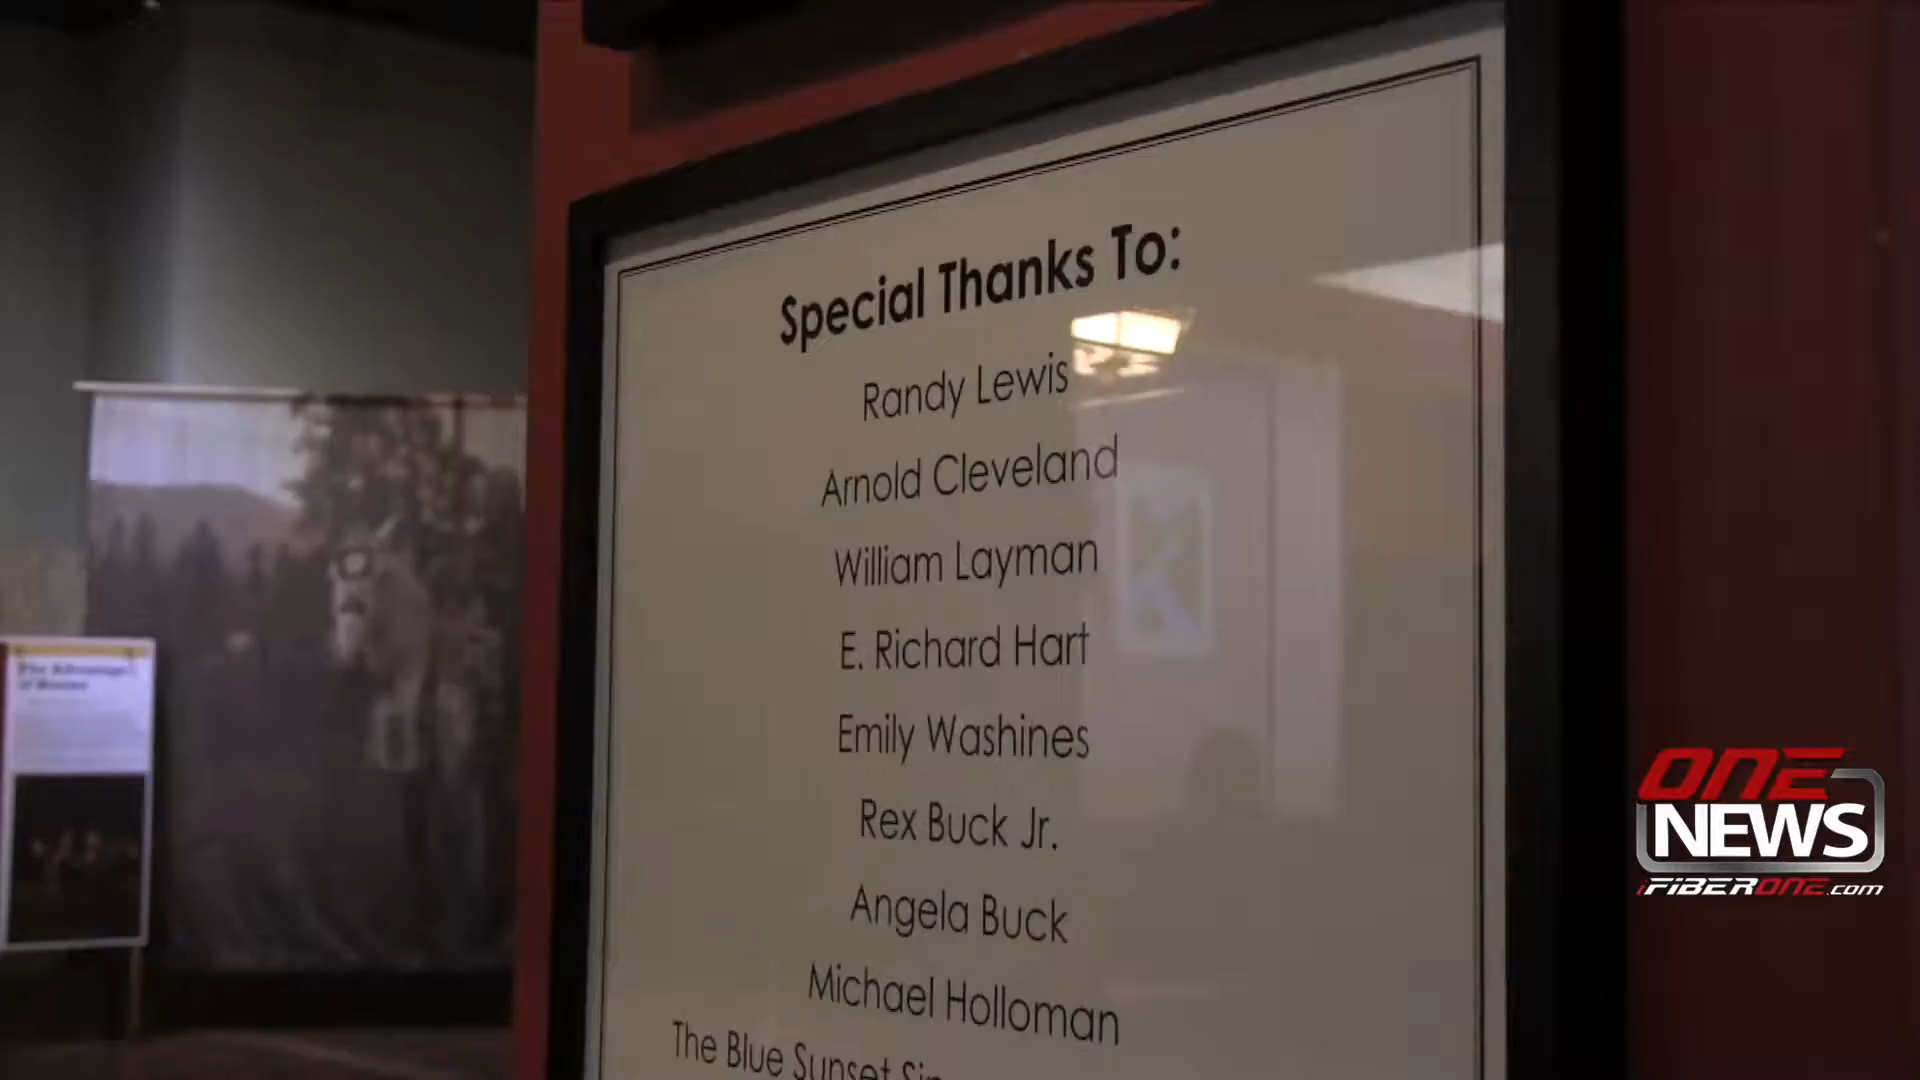 Special Thanks To:
Randy Lewis
Arnold Cleveland
William Layman
E. Richard Hart
Emily Washines
Rex Buck Jr.
Angela Buck
Michael Holloman
The Blue Sunset
K
ONE
NEWS
iFIBERONE.com